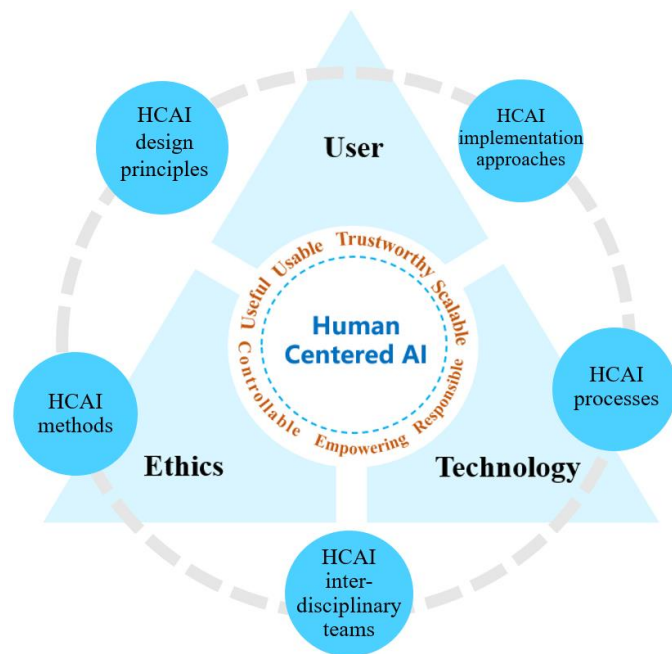 HCAI
design
principles
HCAI
implementation
approaches
User
Useful Usable Trustworthy Scalable
Human
Centered AI
Controllable Empowering Responsible
HCAI
methods
HCAI
processes
Ethics
Technology
HCAI
inter-
disciplinary
teams